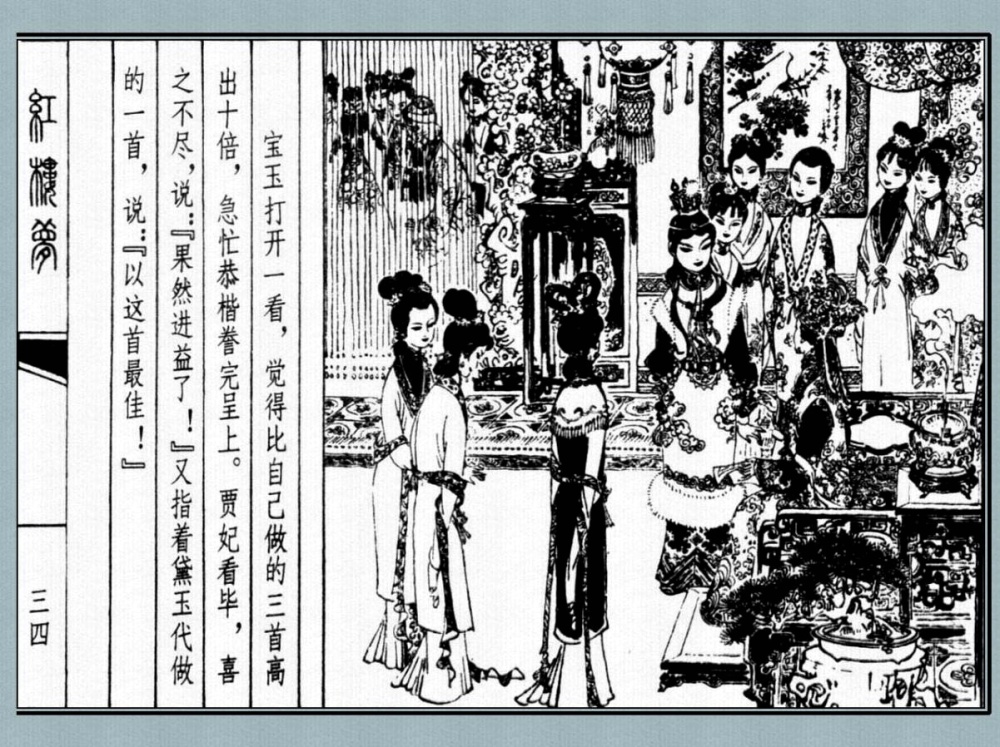 宝玉打开一看，觉得比自己做的三首高
出十倍，急忙恭楷誊完呈上。贾妃看毕，喜
之不尽，说：『果然进益了！』又指着黛玉代做
的一首，说：『以这首最佳！』
紅樓夢
三四